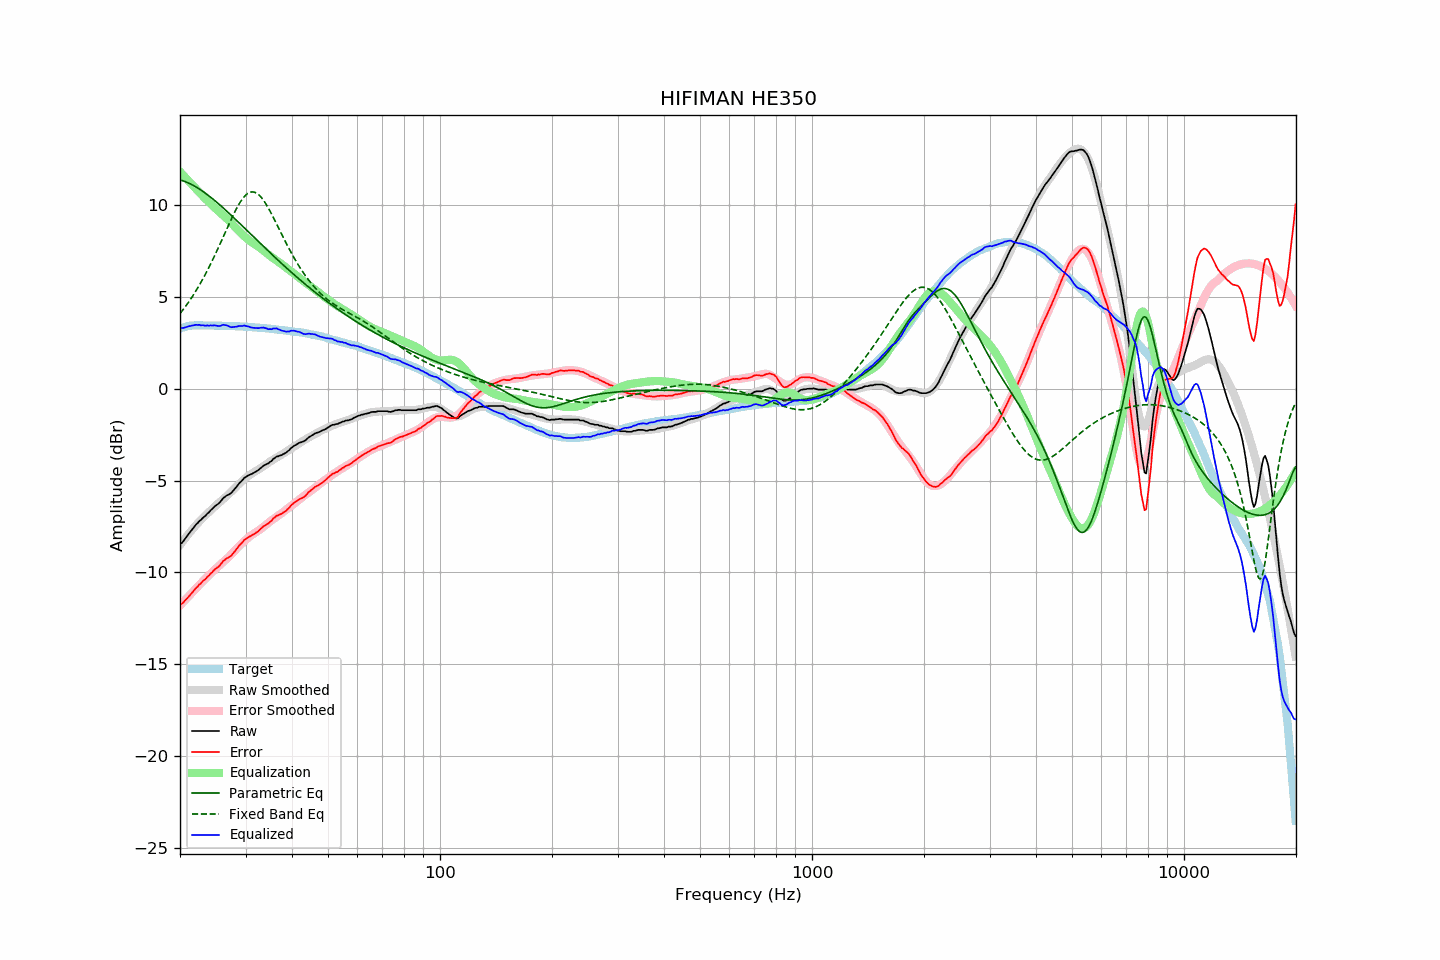 HIFIMAN HE350
Amplitude (dBr)
10
5
0
−5
−10
−15
−20
−25
Target
Raw Smoothed
Error Smoothed
Raw
Error
Equalization
Parametric Eq
Fixed Band Eq
Equalized
100
1000
10000
Frequency (Hz)